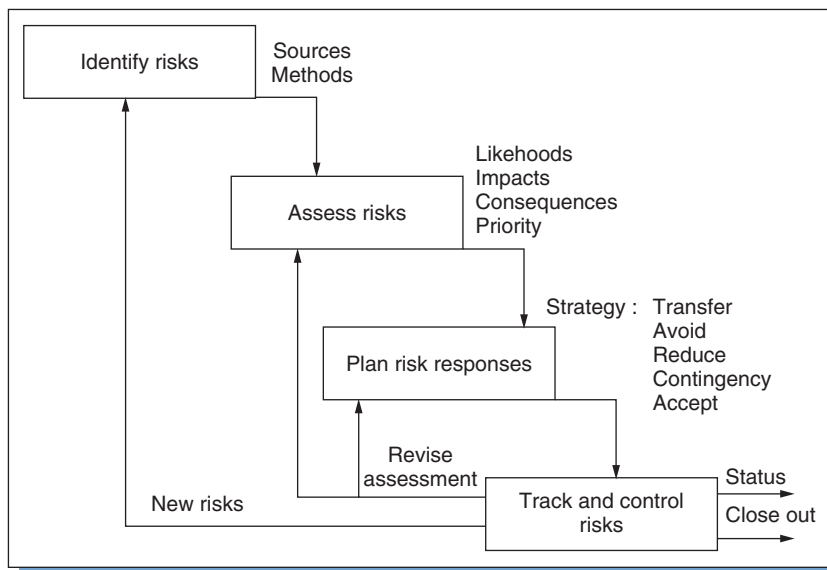 Identify risks
Sources
Methods
Likehoods
Impacts
Consequences
Priority
Assess risks
Strategy : Transfer
Avoid
Reduce
Contingency
Accept
Plan risk responses
Revise
assessment
New risks
Track and control
risks
Status
Close out